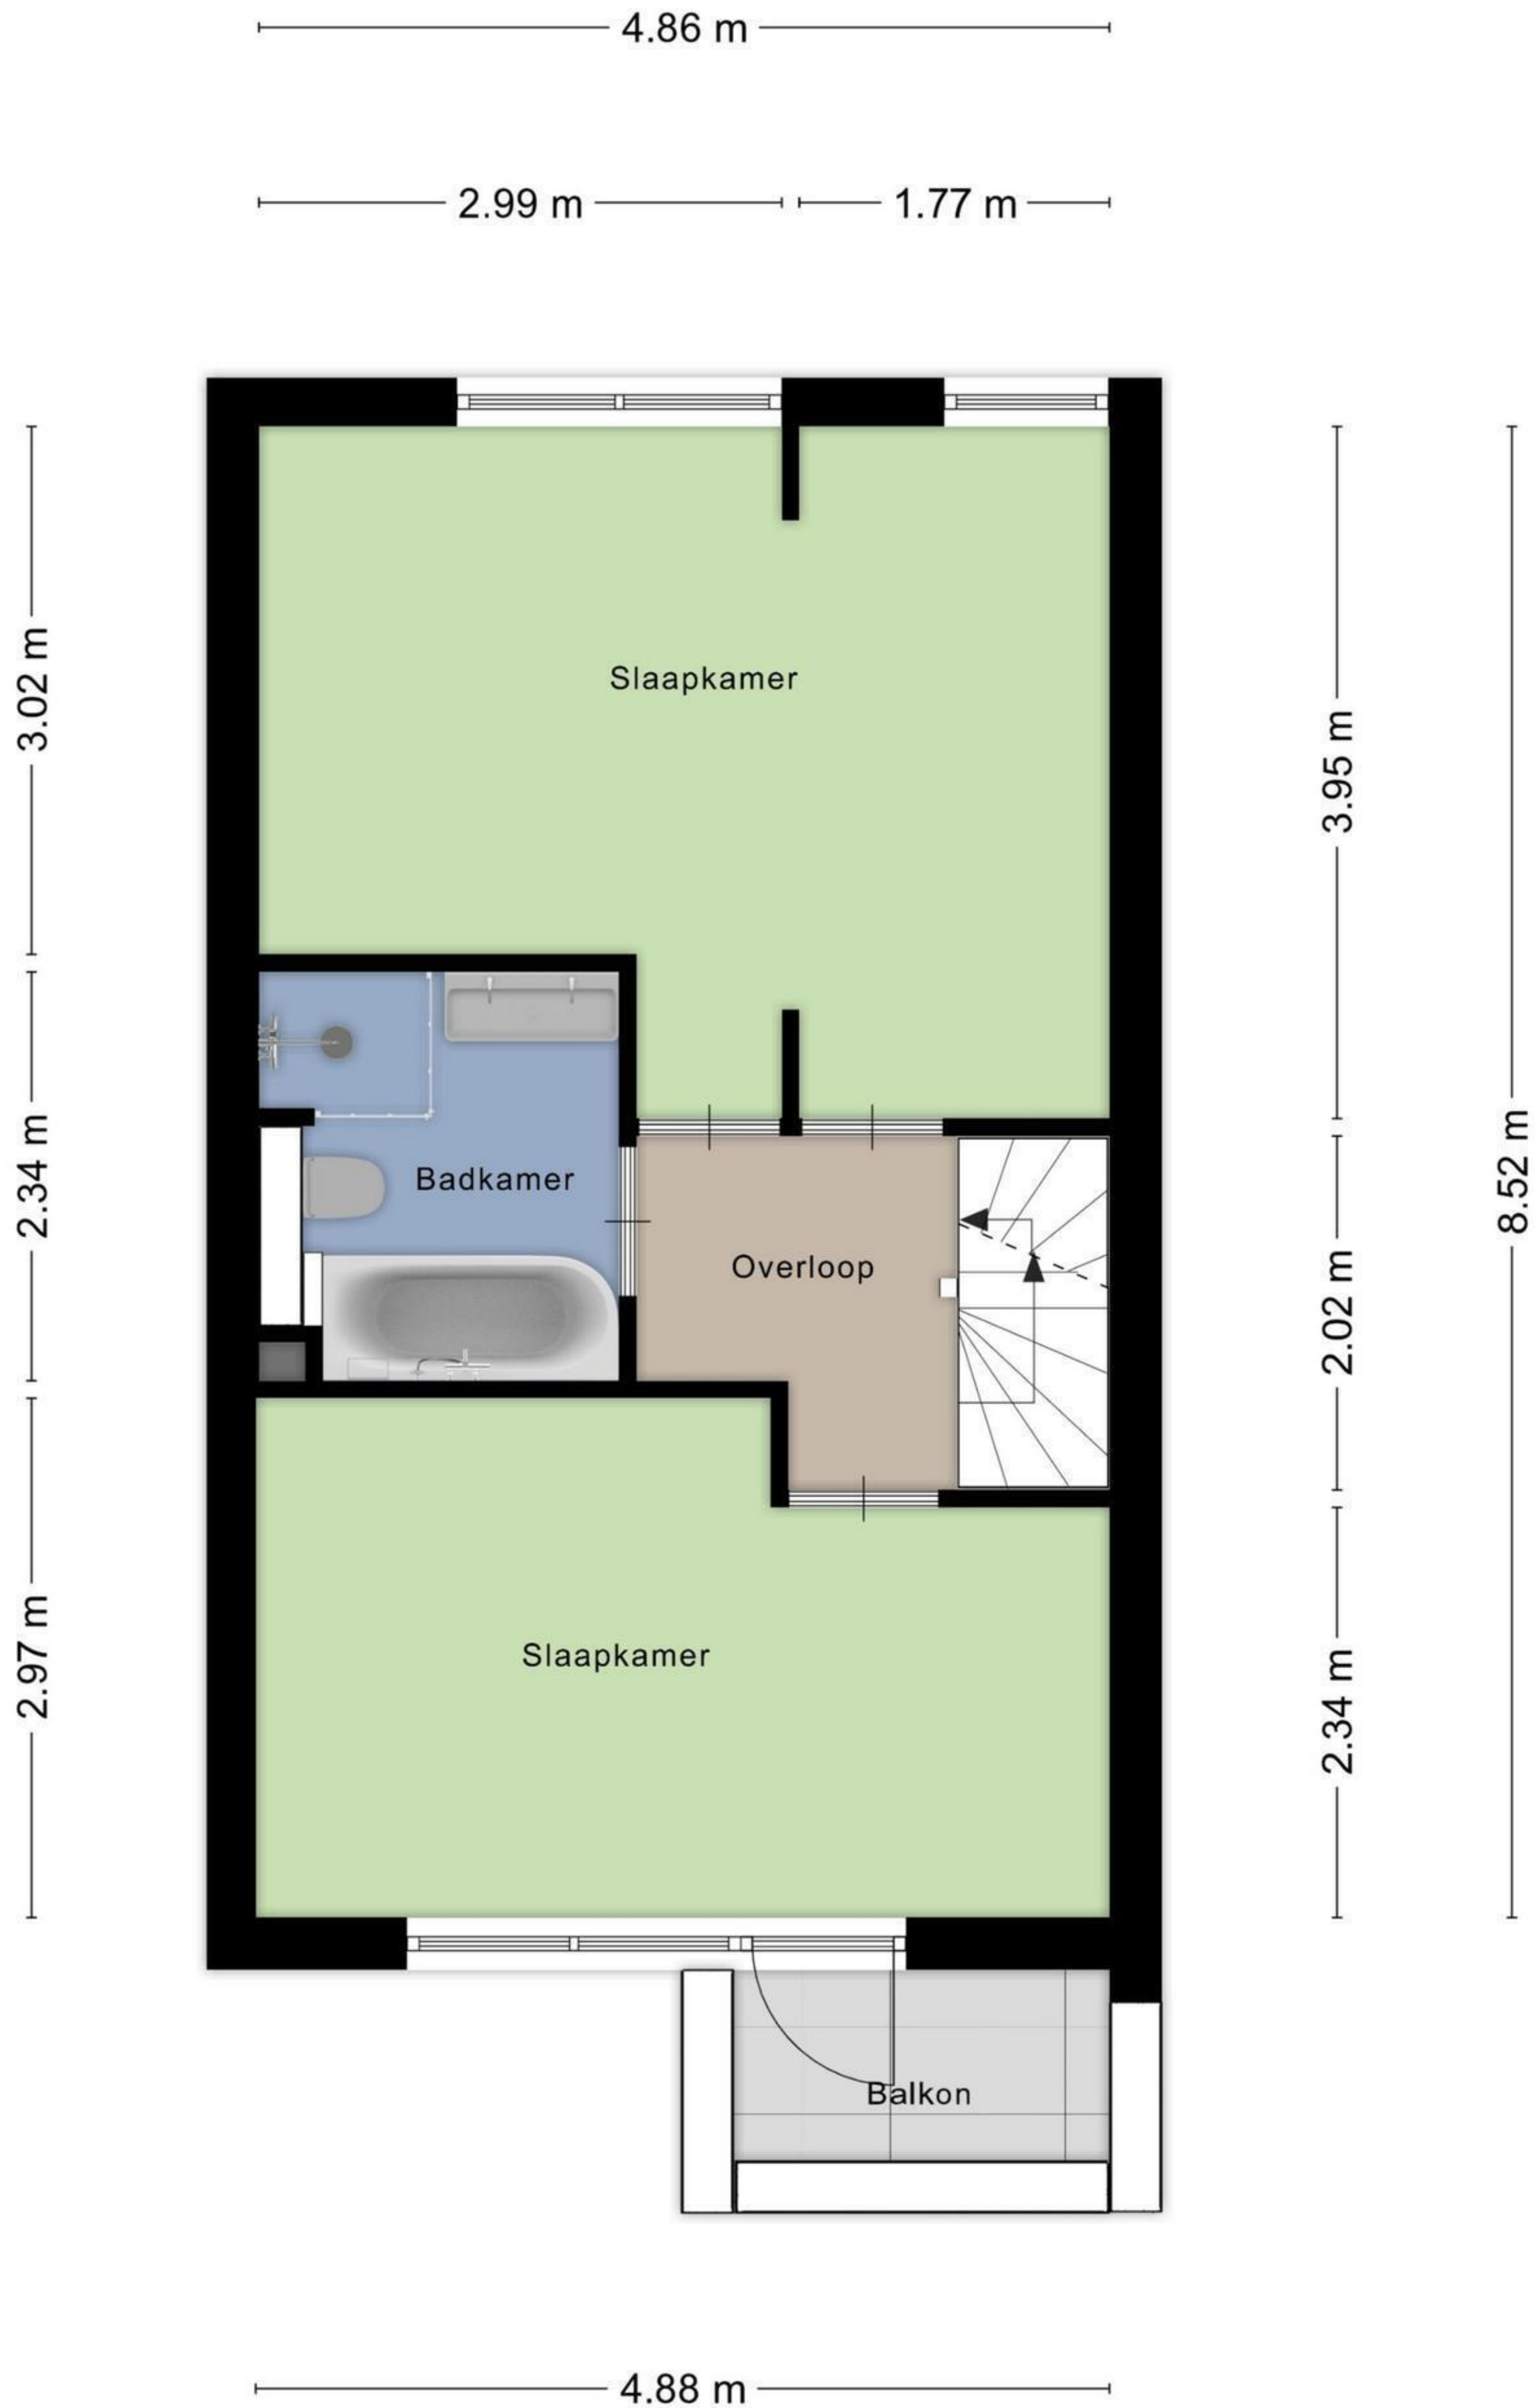 4.86 m
2.99 m
1.77 m
Slaapkamer
3.02 m
3.95 m
8.52 m
2.34 m
Badkamer
Overloop
2.02 m
Slaapkamer
2.97 m
2.34 m
Balkon
4.88 m